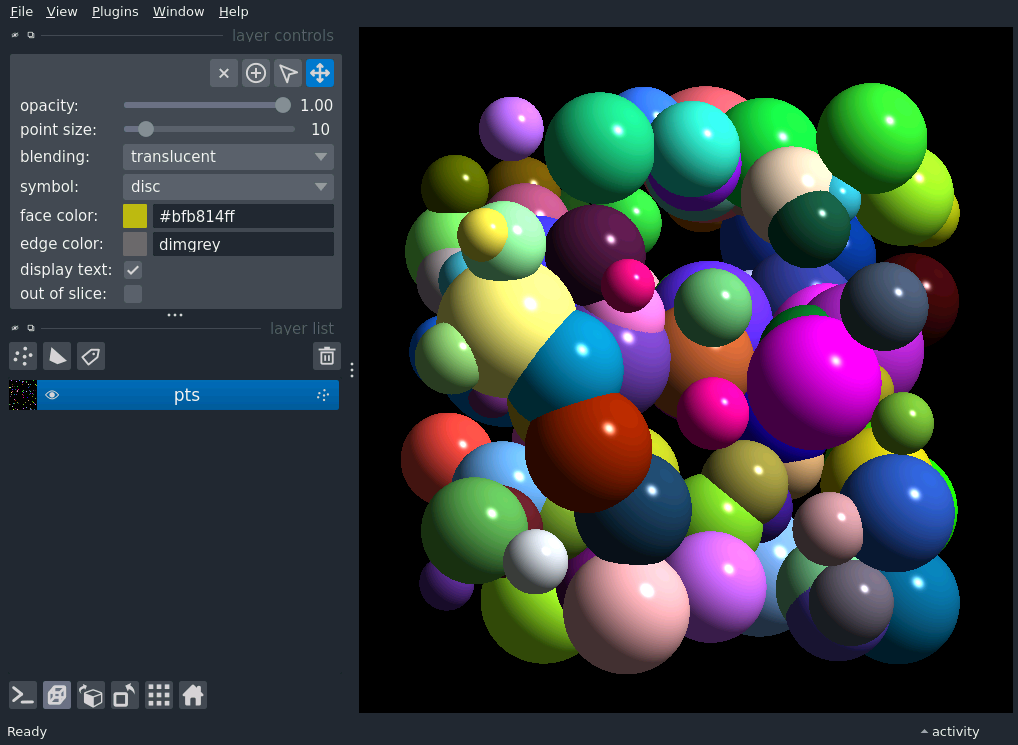 File View Plugins Window Help
layer controls
opacity: 1.00
point size: 10
blending: translucent
symbol: disc
face color: #bfb814ff
edge color: dimgrey
display text:
out of slice:
layer list
pts
Ready
activity